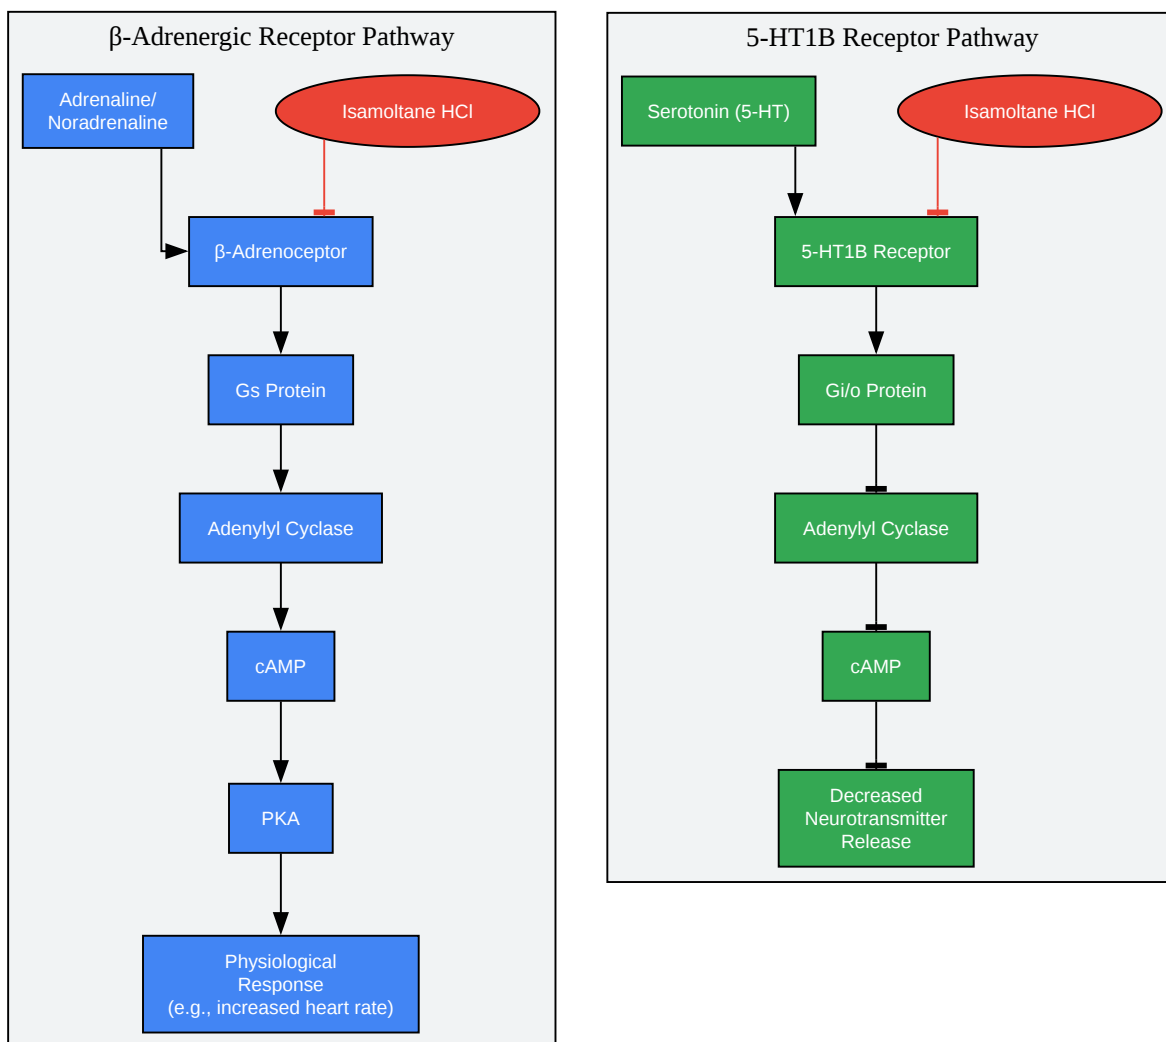 β-Adrenergic Receptor Pathway
Adrenaline/
Noradrenaline
Isamoltane HCl
β-Adrenoceptor
Gs Protein
Adenylyl Cyclase
cAMP
PKA
Physiological
Response
(e.g., increased heart rate)
5-HT1B Receptor Pathway
Serotonin (5-HT)
Isamoltane HCl
5-HT1B Receptor
Gi/o Protein
Adenylyl Cyclase
cAMP
Decreased
Neurotransmitter
Release